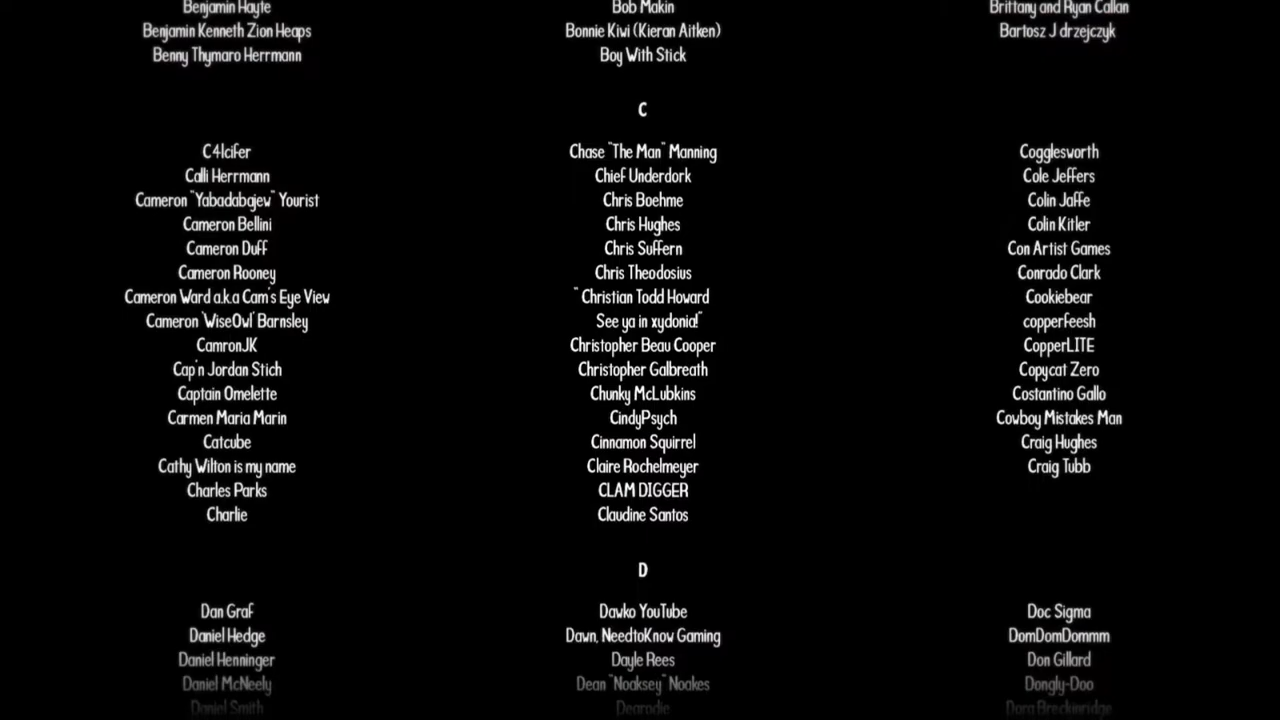 Benjamin Hayte
Benjamin Kenneth Zion Heaps
Benny Thymaro Herrmann
Bob Makin
Bonnie Kiwi (Kieran Aitken)
Boy With Stick
Brittany and Ryan Callan
Bartosz J drzejczyk
C
C4lcifer
Calli Herrmann
Cameron "Yabadabajew" Yourist
Cameron Bellini
Cameron Duff
Cameron Rooney
Cameron Ward a.k.a Cam's Eye View
Cameron 'WiseOwl' Barnsley
CamronJK
Cap'n Jordan Stich
Captain Omelette
Carmen Maria Marin
Catcube
Cathy Wilton is my name
Charles Parks
Charlie
Chase "The Man" Manning
Chief Underdork
Chris Boehme
Chris Hughes
Chris Suffern
Chris Theodosius
" Christian Todd Howard
See ya in xydonia!"
Christopher Beau Cooper
Christopher Galbreath
Chunky McLubkins
CindyPsych
Cinnamon Squirrel
Claire Rochelmeyer
CLAM DIGGER
Claudine Santos
Cogglesworth
Cole Jeffers
Colin Jaffe
Colin Kitler
Con Artist Games
Conrado Clark
Cookiebear
copperfeesh
CopperLITE
Copycat Zero
Costantino Gallo
Cowboy Mistakes Man
Craig Hughes
Craig Tubb
D
Dan Graf
Daniel Hedge
Daniel Henninger
Daniel McNeely
Daniel Smith
Dawko YouTube
Dawn, NeedtoKnow Gaming
Dayle Rees
Dean "Noaksey" Noakes
Dearodie
Doc Sigma
DomDomDommm
Don Gillard
Dongly-Doo
Dara Breckinridge